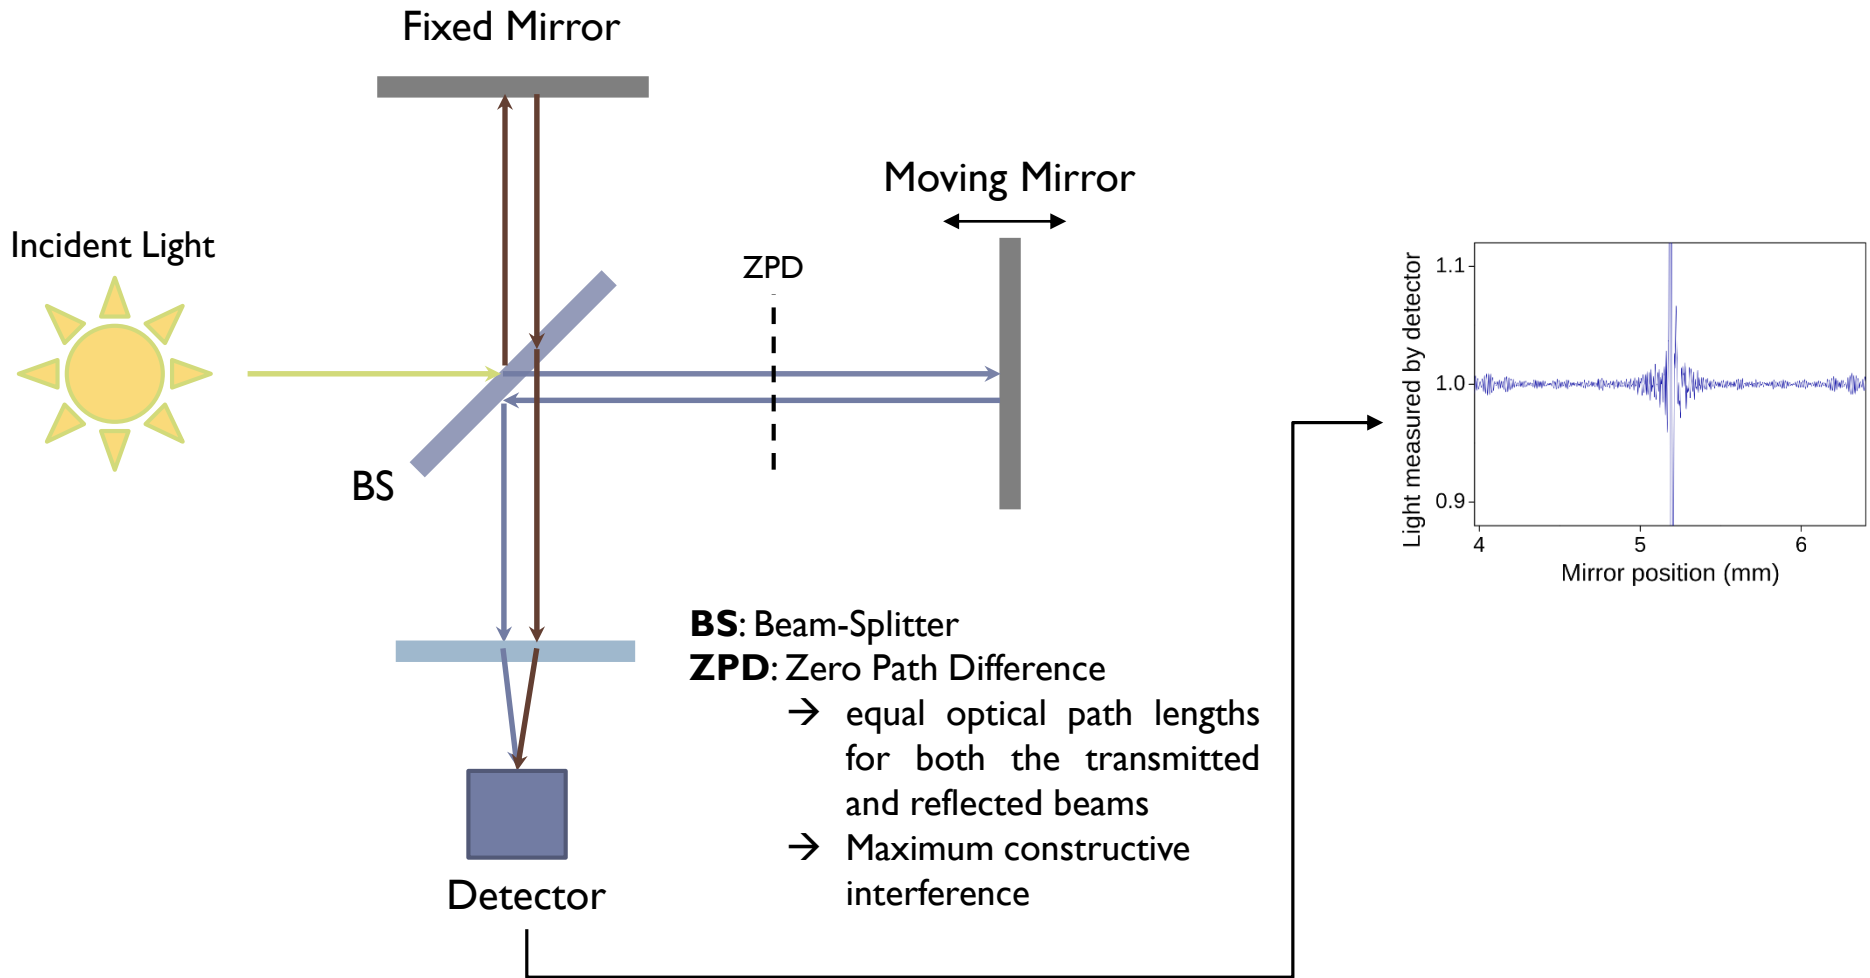 Fixed Mirror
Moving Mirror
Incident Light
ZPD
BS
Detector
BS: Beam-Splitter
ZPD: Zero Path Difference
→ equal optical path lengths
for both the transmitted
and reflected beams
→ Maximum constructive
interference
Light measured by detector
1.1
1.0
0.9
4 5 6
Mirror position (mm)